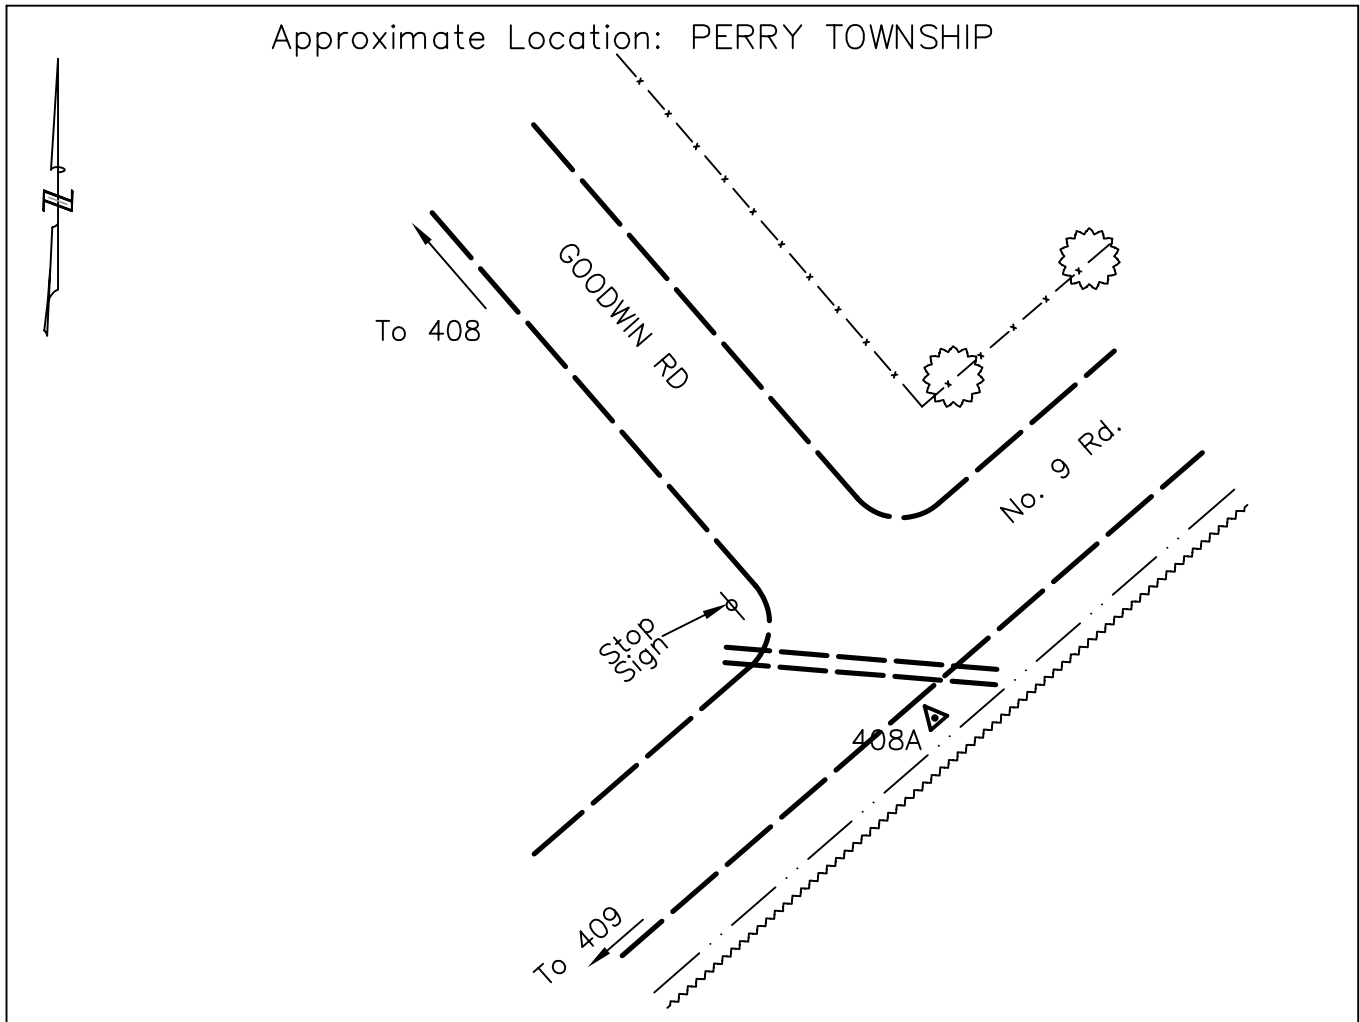 Approximate Location: PERRY TOWNSHIP
N
GOODWIN RD
To 408
No. 9 Rd.
Stop
Sign
408A
To 409